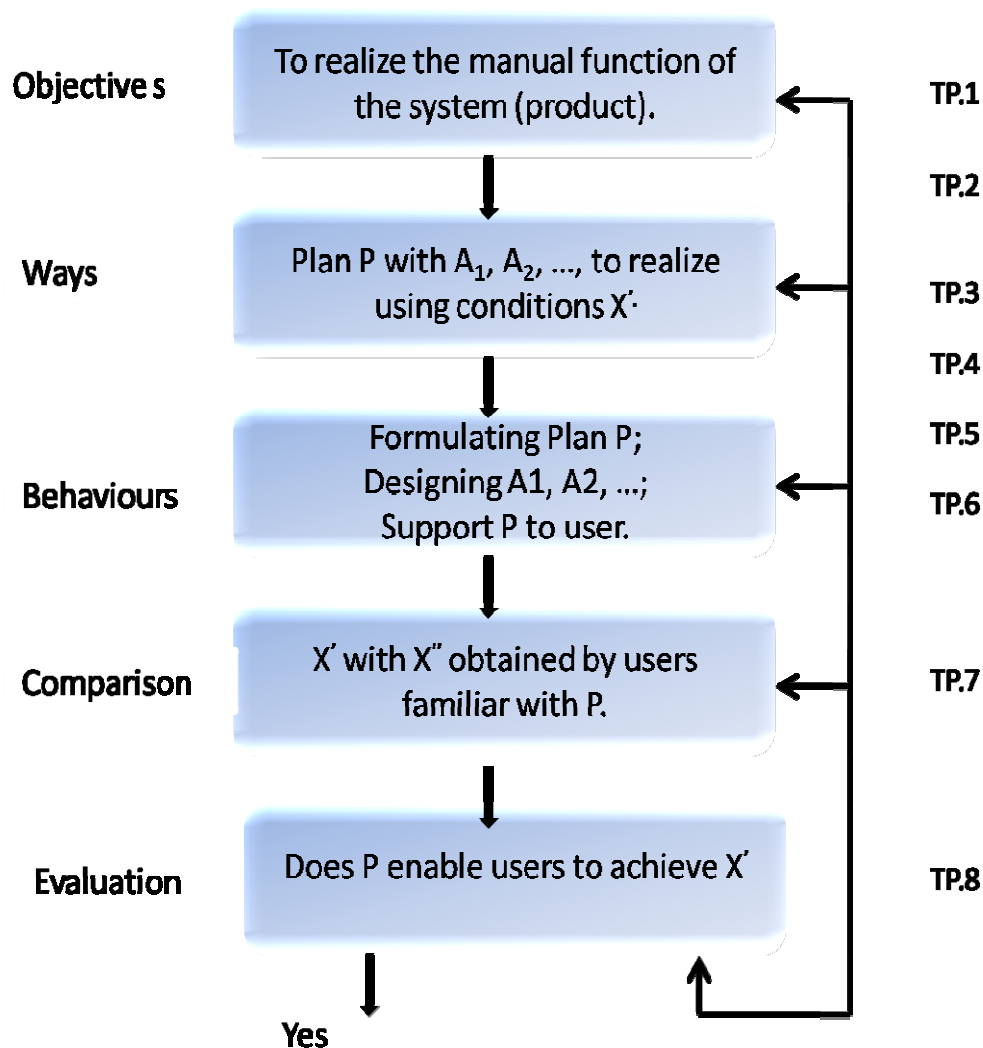 To realize the manual function of
the system (product).
Objective s
TP.1
TP.2
Plan P with A₁, A₂, ..., to realize
using conditions X′.
Ways
TP.3
TP.4
Formulating Plan P;
Designing A1, A2, ...;
Support P to user.
Behaviours
TP.5
TP.6
X′ with X″ obtained by users
familiar with P.
Comparison
TP.7
Does P enable users to achieve X′
Evaluation
TP.8
Yes